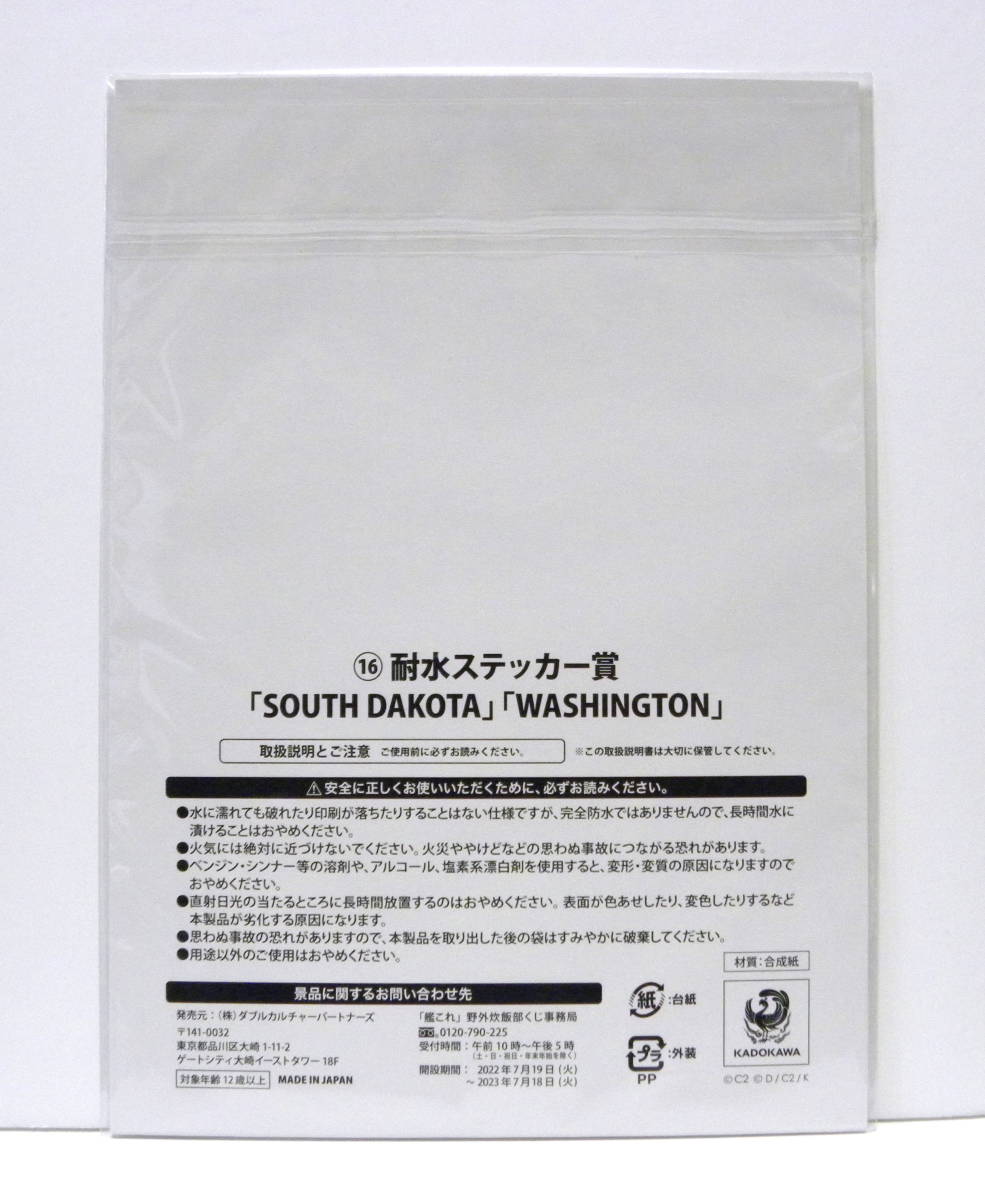 ⑯ 耐水ステッカー賞
「SOUTH DAKOTA」「WASHINGTON」
取扱説明とご注意 ご使用前に必ずお読みください。 ※この取扱説明書は大切に保管してください。
⚠安全に正しくお使いいただくために、必ずお読みください。
●水に濡れても破れたり印刷が落ちたりすることはない仕様ですが、完全防水ではありませんので、長時間水に
漬けることはおやめください。
●火気には絶対に近づけないでください。火災ややけどなどの思わぬ事故につながる恐れがあります。
●ベンジン・シンナー等の溶剤や、アルコール、塩素系漂白剤を使用すると、変形・変質の原因になりますので
おやめください。
●直射日光の当たるところに長時間放置するのはおやめください。表面が色あせしたり、変色したりするなど
本製品が劣化する原因になります。
●思わぬ事故の恐れがありますので、本製品を取り出した後の袋はすみやかに破棄してください。
●用途以外のご使用はおやめください。
材質：合成紙
景品に関するお問い合わせ先
発売元：（株）ダブルカルチャーパートナーズ
〒141-0032
東京都品川区大崎 1-11-2
ゲートシティ大崎イーストタワー 18F
対象年齢 12 歳以上 MADE IN JAPAN
「艦これ」野外炊飯部くじ事務局
0120-790-225
受付時間：午前 10 時～午後 5 時
（土・日・祝日・年末年始を除く）
開設期間： 2022 年 7 月 19 日（火）
～ 2023 年 7 月 18 日（火）
紙：台紙
プラ：外装
PP
KADOKAWA
©C2 ©D / C2 / K